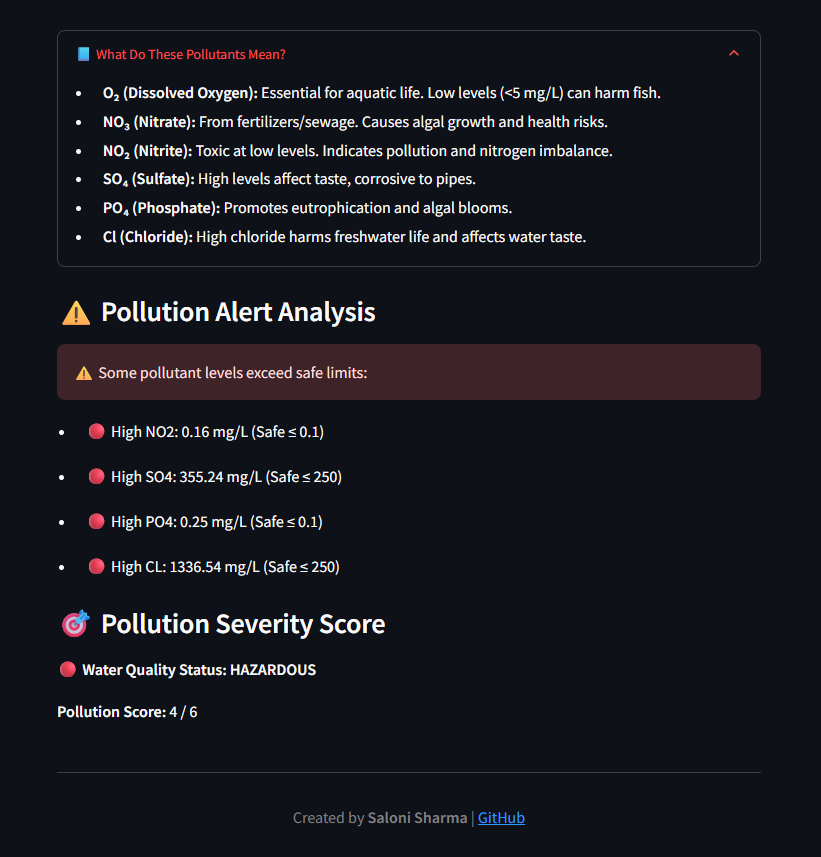 What Do These Pollutants Mean?
• O₂ (Dissolved Oxygen): Essential for aquatic life. Low levels (<5 mg/L) can harm fish.
• NO₃ (Nitrate): From fertilizers/sewage. Causes algal growth and health risks.
• NO₂ (Nitrite): Toxic at low levels. Indicates pollution and nitrogen imbalance.
• SO₄ (Sulfate): High levels affect taste, corrosive to pipes.
• PO₄ (Phosphate): Promotes eutrophication and algal blooms.
• Cl (Chloride): High chloride harms freshwater life and affects water taste.
Pollution Alert Analysis
Some pollutant levels exceed safe limits:
• High NO2: 0.16 mg/L (Safe ≤ 0.1)
• High SO4: 355.24 mg/L (Safe ≤ 250)
• High PO4: 0.25 mg/L (Safe ≤ 0.1)
• High CL: 1336.54 mg/L (Safe ≤ 250)
Pollution Severity Score
Water Quality Status: HAZARDOUS
Pollution Score: 4 / 6
Created by Saloni Sharma | GitHub